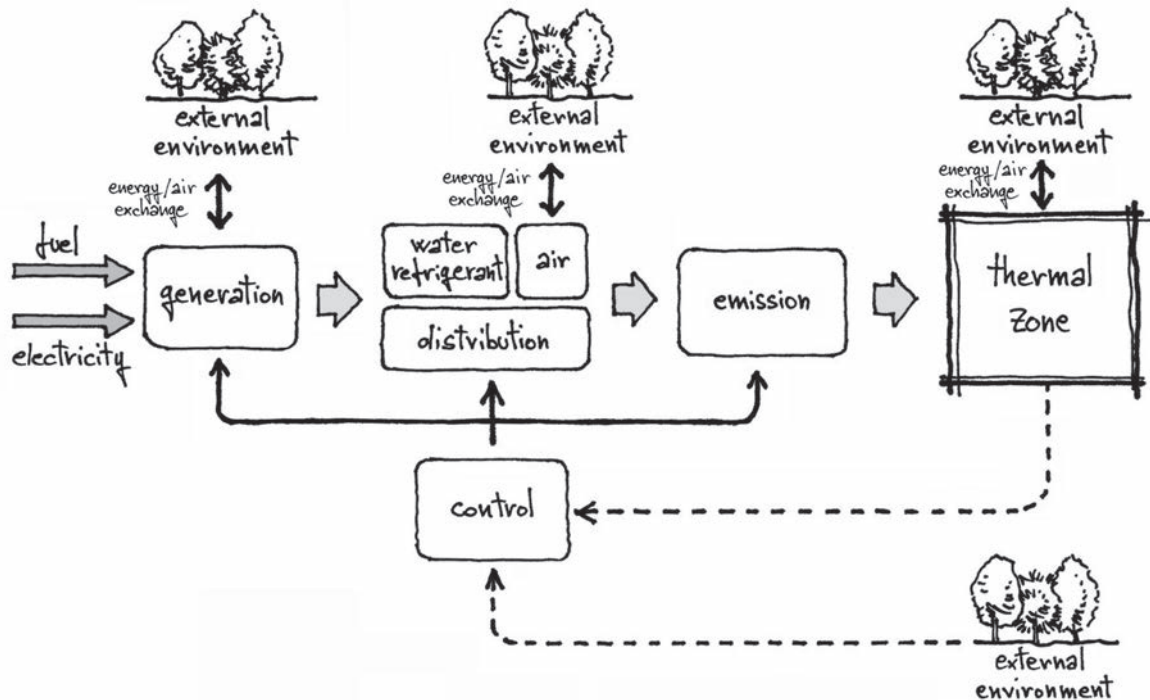 external
environment
energy/air
exchange
external
environment
energy/air
exchange
external
environment
energy/air
exchange
fuel
electricity
generation
water
refrigerant
air
distribution
emission
thermal
zone
control
external
environment